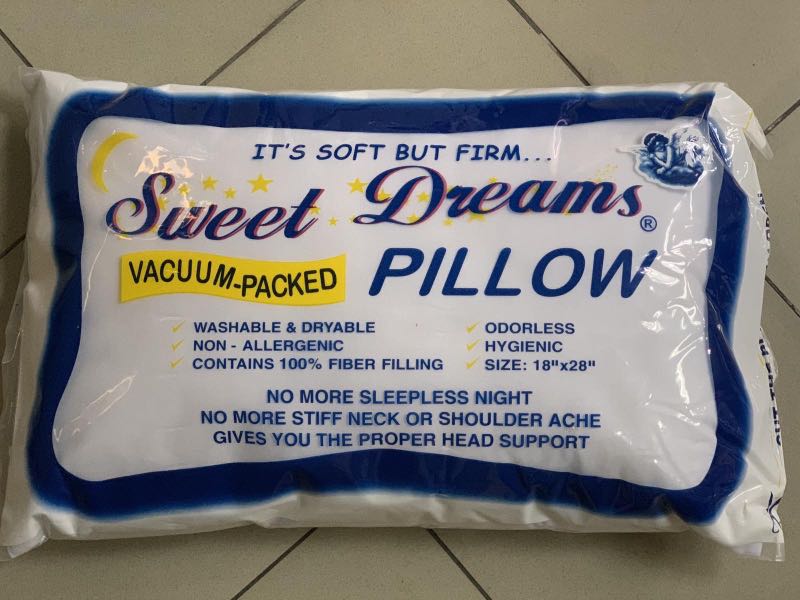 IT'S SOFT BUT FIRM...
Sweet Dreams®
VACUUM-PACKED PILLOW
✓ WASHABLE & DRYABLE
✓ NON - ALLERGENIC
✓ CONTAINS 100% FIBER FILLING
✓ ODORLESS
✓ HYGIENIC
✓ SIZE: 18"x28"
NO MORE SLEEPLESS NIGHT
NO MORE STIFF NECK OR SHOULDER ACHE
GIVES YOU THE PROPER HEAD SUPPORT